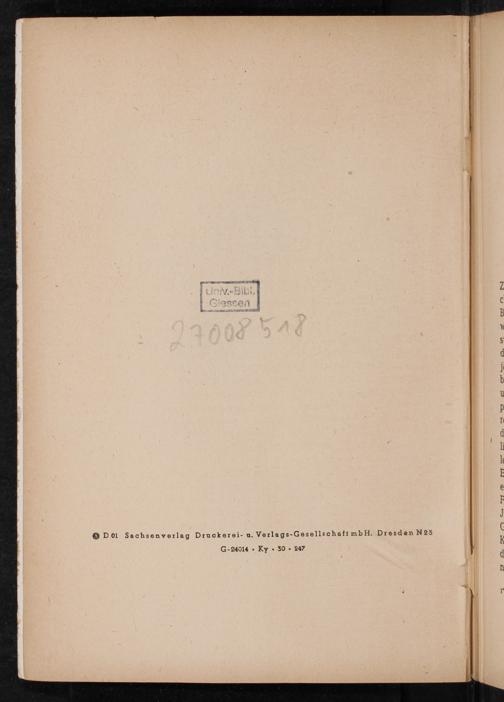 Univ.-Bibl.
Giessen
27008518
D 01 Sachsenverlag Druckerei- u. Verlags-Gesellschaft mbH. Dresden N 23
G-24014 • Ky • 30 • 247